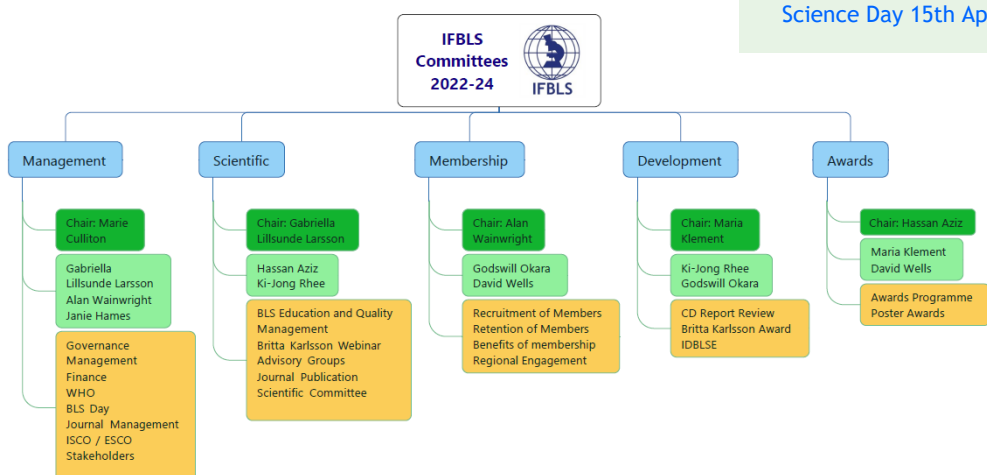 Science Day 15th Ap
IFBLS
Committees
2022-24
IFBLS
Management
Scientific
Membership
Development
Awards
Chair: Marie
Culliton
Gabriella
Lillsunde Larsson
Alan Wainwright
Janie Hames
Governance
Management
Finance
WHO
BLS Day
Journal Management
ISCO / ESCO
Stakeholders
Chair: Gabriella
Lillsunde Larsson
Hassan Aziz
Ki-Jong Rhee
BLS Education and Quality
Management
Britta Karlsson Webinar
Advisory Groups
Journal Publication
Scientific Committee
Chair: Alan
Wainwright
Godswill Okara
David Wells
Recruitment of Members
Retention of Members
Benefits of membership
Regional Engagement
Chair: Maria
Klement
Ki-Jong Rhee
Godswill Okara
CD Report Review
Britta Karlsson Award
IDBLSE
Chair: Hassan Aziz
Maria Klement
David Wells
Awards Programme
Poster Awards